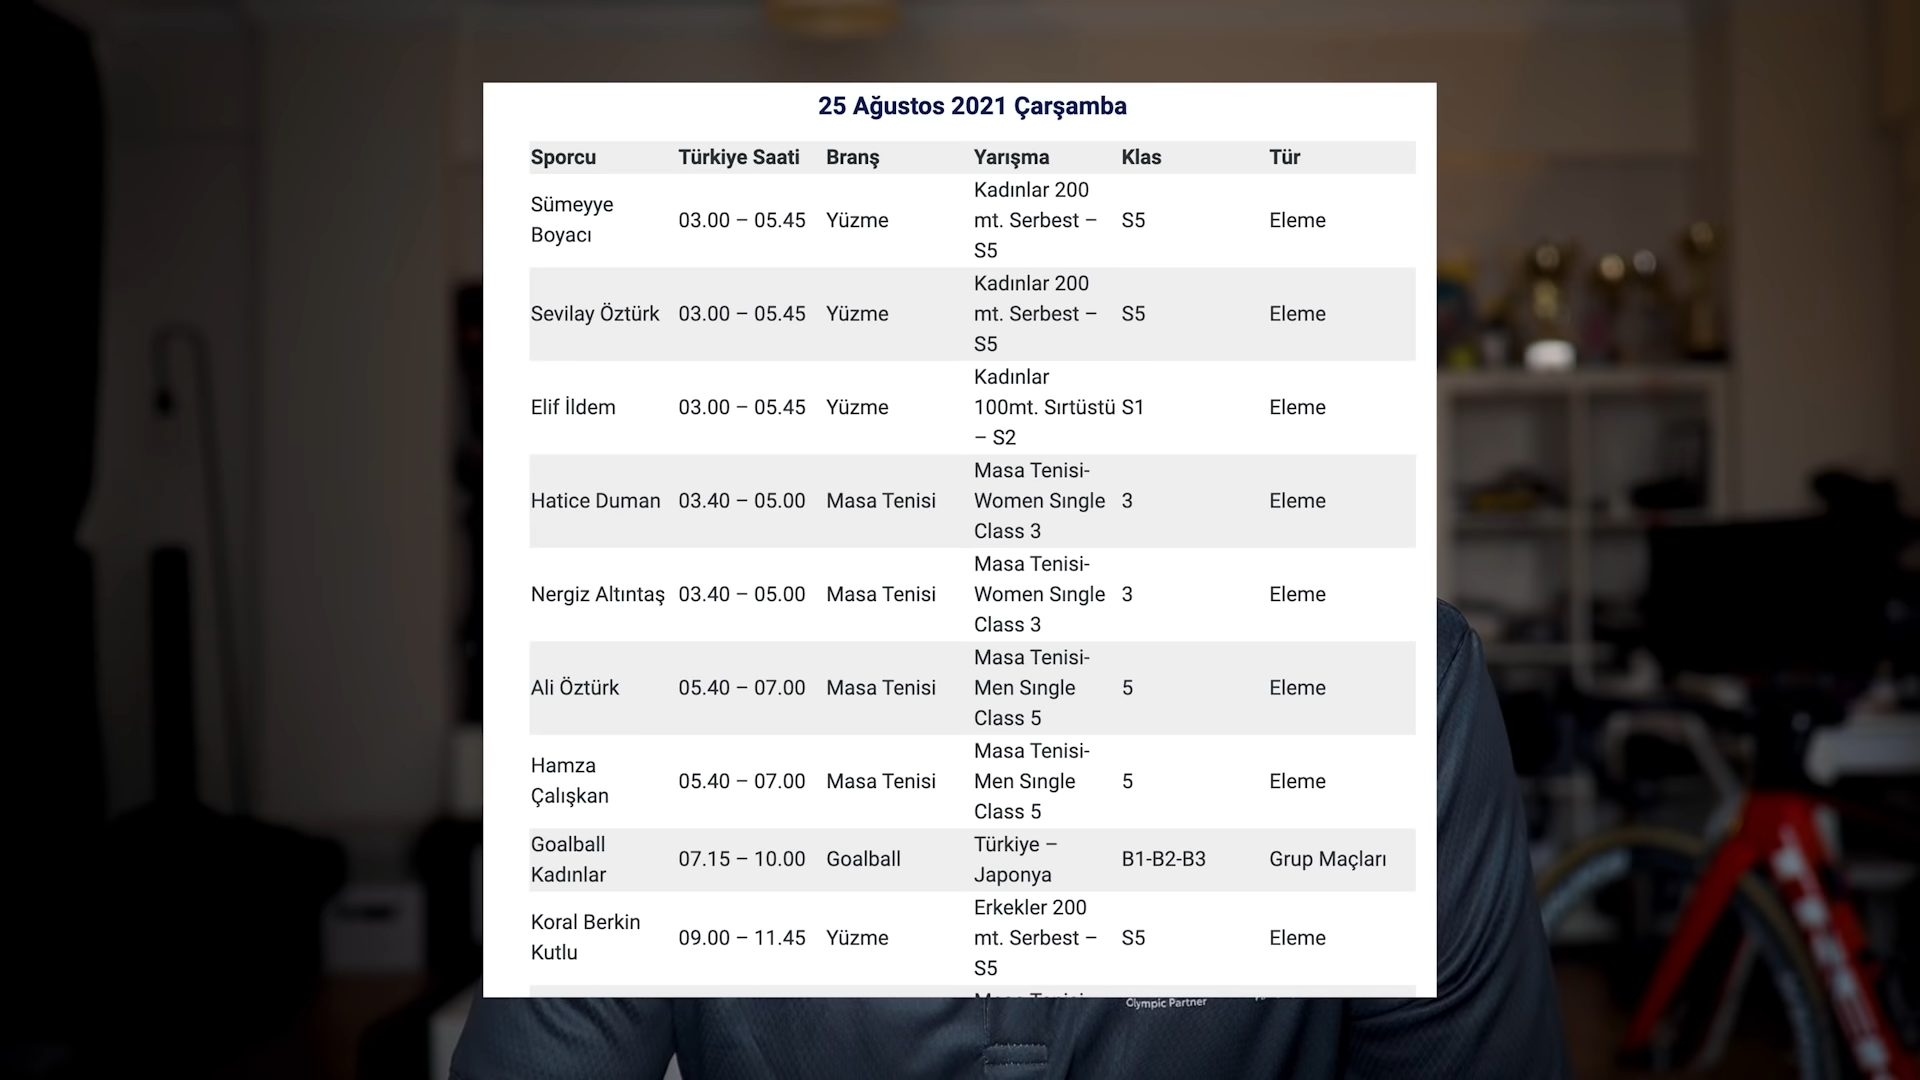 25 Ağustos 2021 Çarşamba
Sporcu Türkiye Saati Branş Yarışma Klas Tür
Sümeyye Boyacı 03.00 – 05.45 Yüzme Kadınlar 200 mt. Serbest – S5 S5 Eleme
Sevilay Öztürk 03.00 – 05.45 Yüzme Kadınlar 200 mt. Serbest – S5 S5 Eleme
Elif İldem 03.00 – 05.45 Yüzme Kadınlar 100mt. Sırtüstü – S2 S1 Eleme
Hatice Duman 03.40 – 05.00 Masa Tenisi Masa Tenisi- Women Sıngle Class 3 3 Eleme
Nergiz Altıntaş 03.40 – 05.00 Masa Tenisi Masa Tenisi- Women Sıngle Class 3 3 Eleme
Ali Öztürk 05.40 – 07.00 Masa Tenisi Masa Tenisi- Men Sıngle Class 5 5 Eleme
Hamza Çalışkan 05.40 – 07.00 Masa Tenisi Masa Tenisi- Men Sıngle Class 5 5 Eleme
Goalball Kadınlar 07.15 – 10.00 Goalball Türkiye – Japonya B1-B2-B3 Grup Maçları
Koral Berkin Kutlu 09.00 – 11.45 Yüzme Erkekler 200 mt. Serbest – S5 S5 Eleme
Olympic Partner